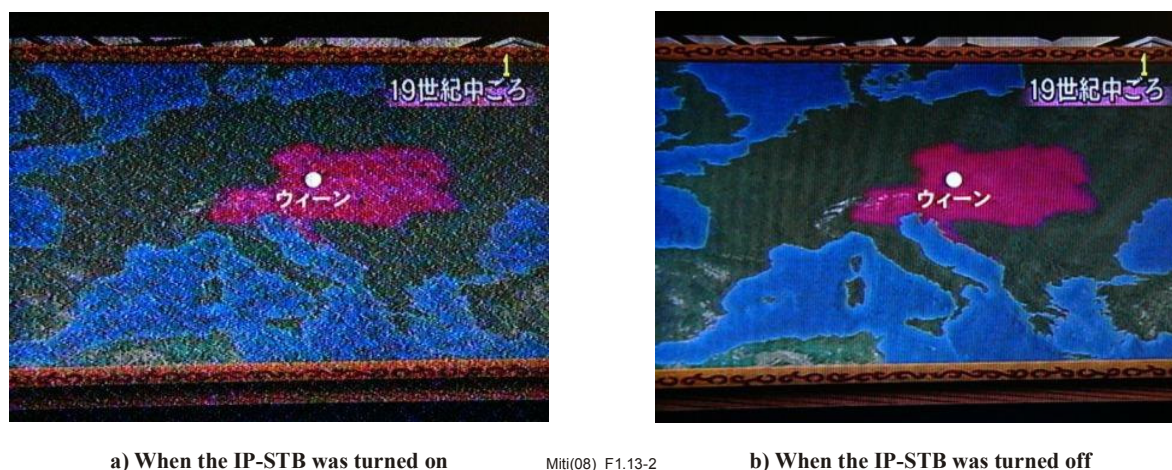 1
19世紀中ごろ
ウィーン
1
19世紀中ごろ
ウィーン
a) When the IP-STB was turned on
Miti(08)_F1.13-2
b) When the IP-STB was turned off